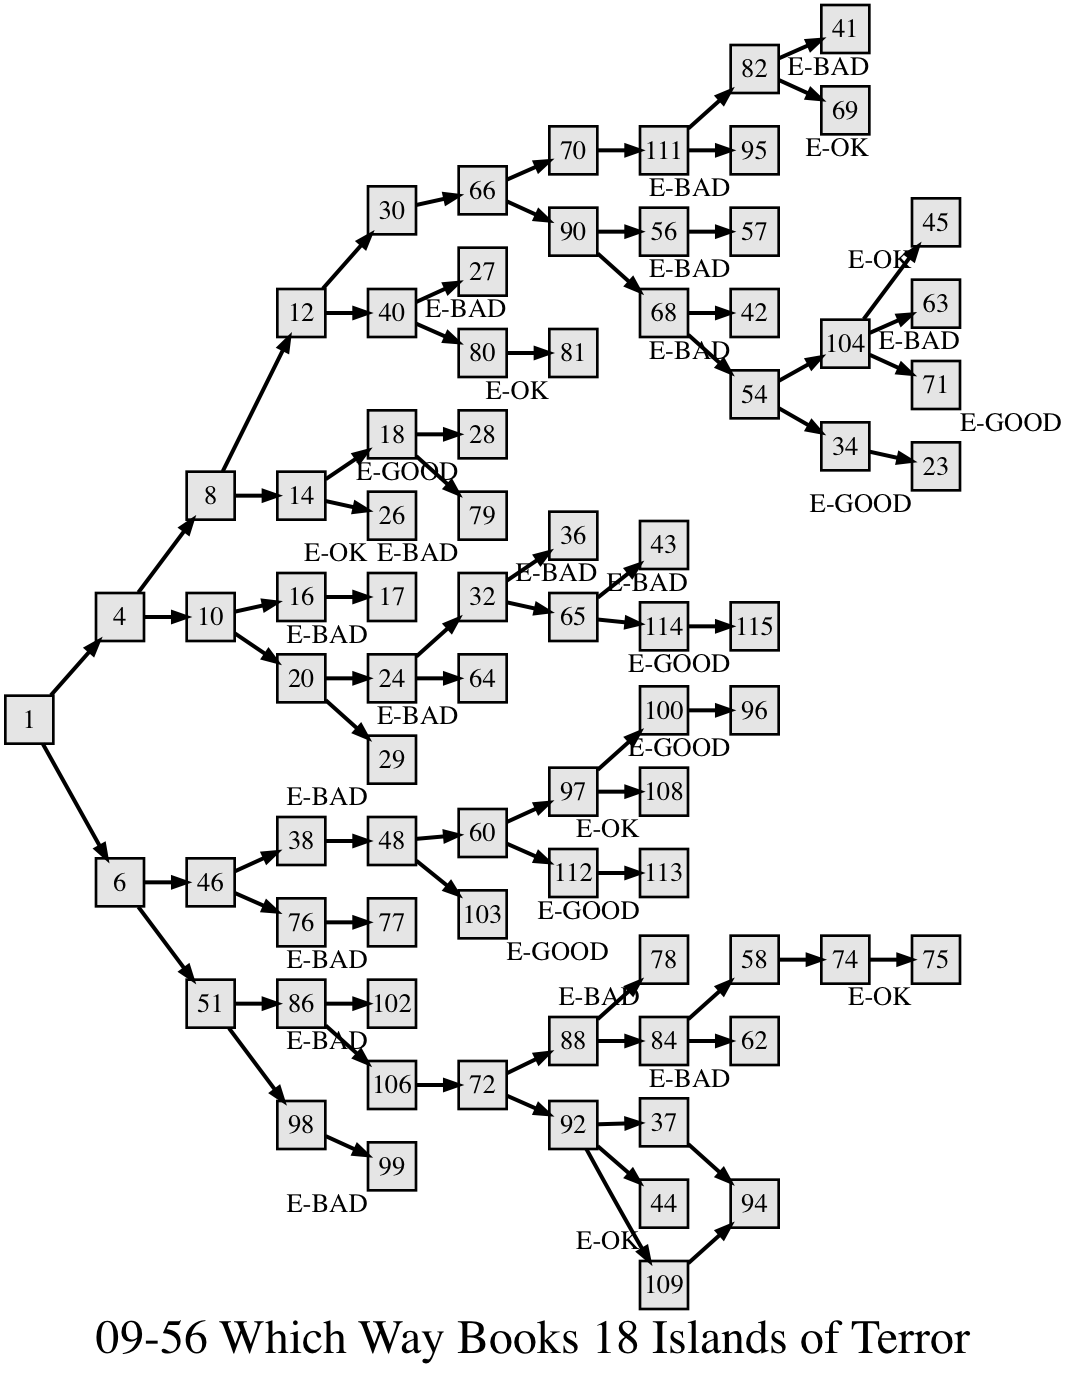 41
82
E-BAD
69
70
111
95
E-OK
30
66
E-BAD
45
90
56
57
E-OK
27
E-BAD
63
12
40
E-BAD
68
42
104
E-BAD
80
81
E-BAD
71
E-OK
54
E-GOOD
18
28
34
23
E-GOOD
8
14
26
79
E-GOOD
E-OK
E-BAD
36
43
E-BAD
E-BAD
4
10
16
17
32
65
114
115
E-BAD
E-GOOD
20
24
64
100
96
1
E-BAD
E-GOOD
29
97
108
E-BAD
E-OK
38
48
60
6
46
112
113
E-GOOD
76
77
103
E-BAD
E-GOOD
78
58
74
75
E-BAD
E-OK
51
86
102
88
84
62
E-BAD
E-BAD
106
72
98
92
37
99
E-BAD
44
94
E-OK
109
09-56 Which Way Books 18 Islands of Terror